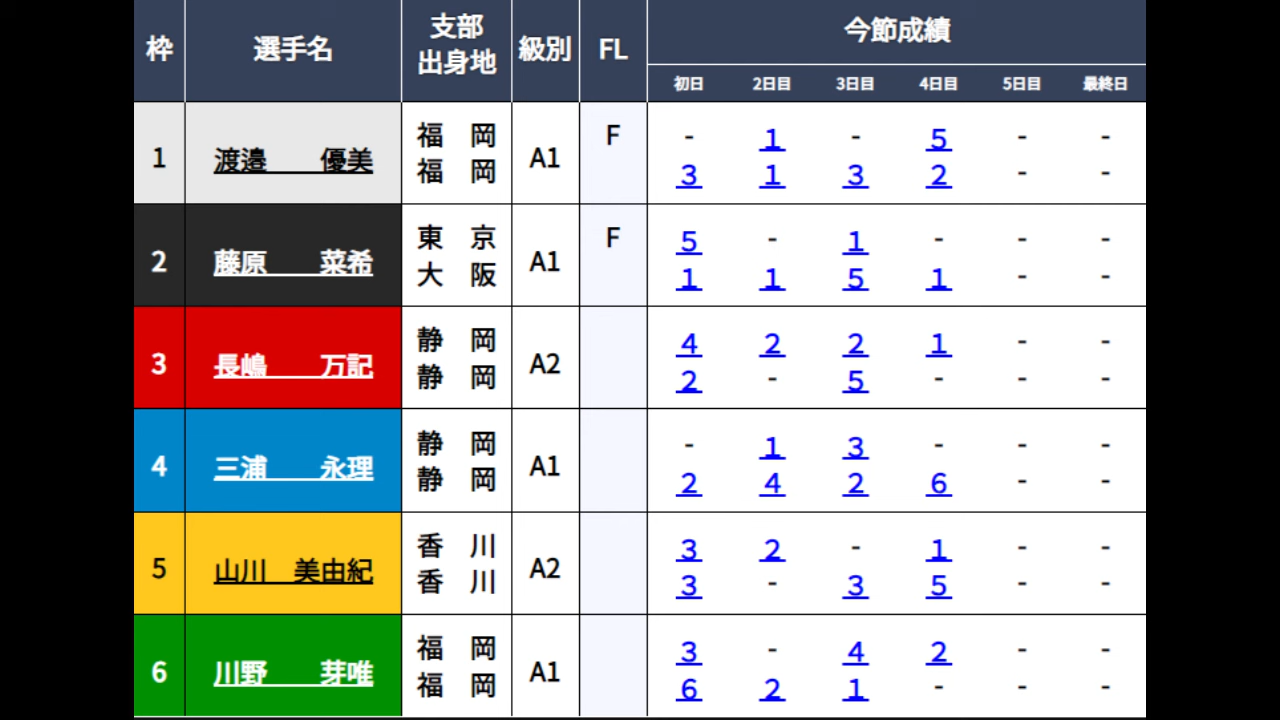 枠 選手名 支部 出身地 級別 FL 今節成績
初日 2日目 3日目 4日目 5日目 最終日
1 渡邉 優美 福岡 A1 F - 1 - 5 - -
福岡 3 1 3 2 - -
2 藤原 菜希 東京 A1 F 5 - 1 - - -
大阪 1 1 5 1 - -
3 長嶋 万記 静岡 A2 4 2 2 1 - -
静岡 2 - 5 - - -
4 三浦 永理 静岡 A1 - 1 3 - - -
静岡 2 4 2 6 - -
5 山川 美由紀 香川 A2 3 2 - 1 - -
香川 3 - 3 5 - -
6 川野 芽唯 福岡 A1 3 - 4 2 - -
福岡 6 2 1 - - -